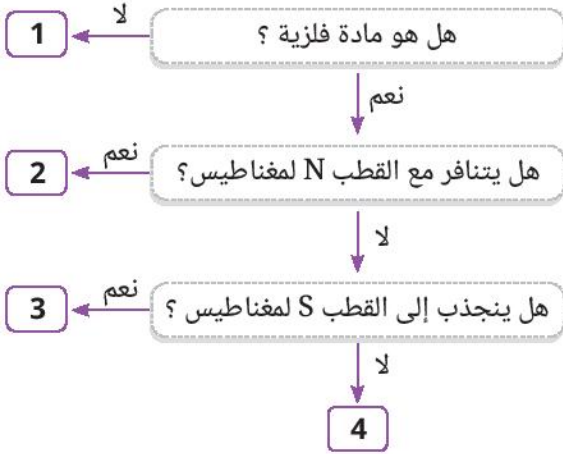 هل هو مادة فلزية ؟
لا
1
نعم
هل يتنافر مع القطب N لمغناطيس؟
نعم
2
لا
هل ينجذب إلى القطب S لمغناطيس ؟
نعم
3
لا
4